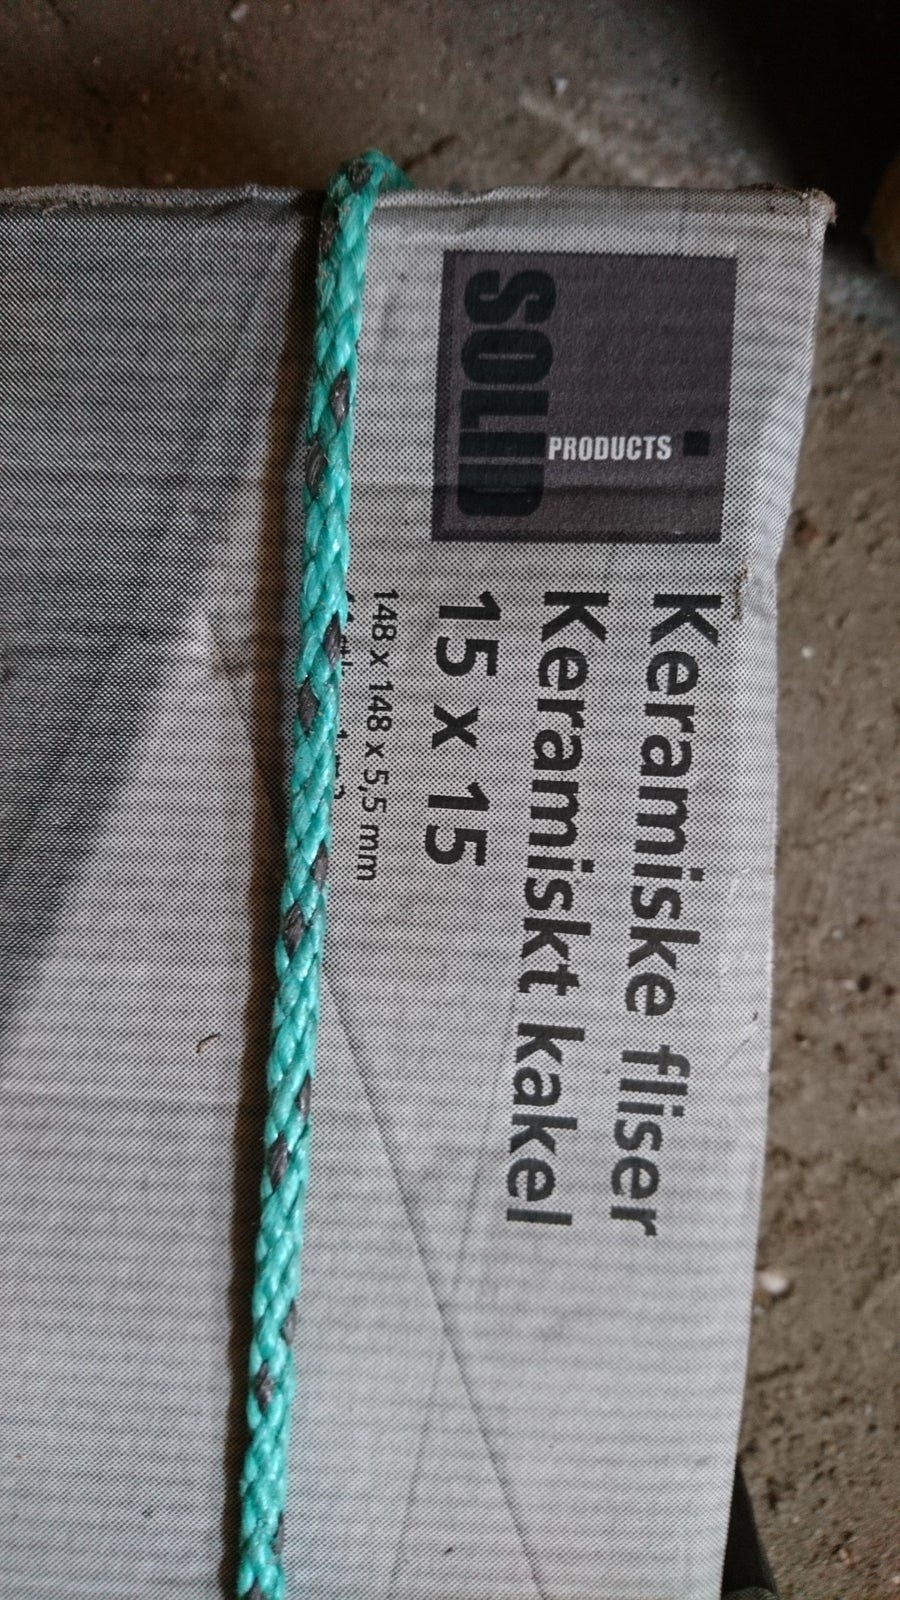 SOLID
PRODUCTS
Keramiske fliser
Keramiskt kakel
15 x 15
148 x 148 x 5,5 mm